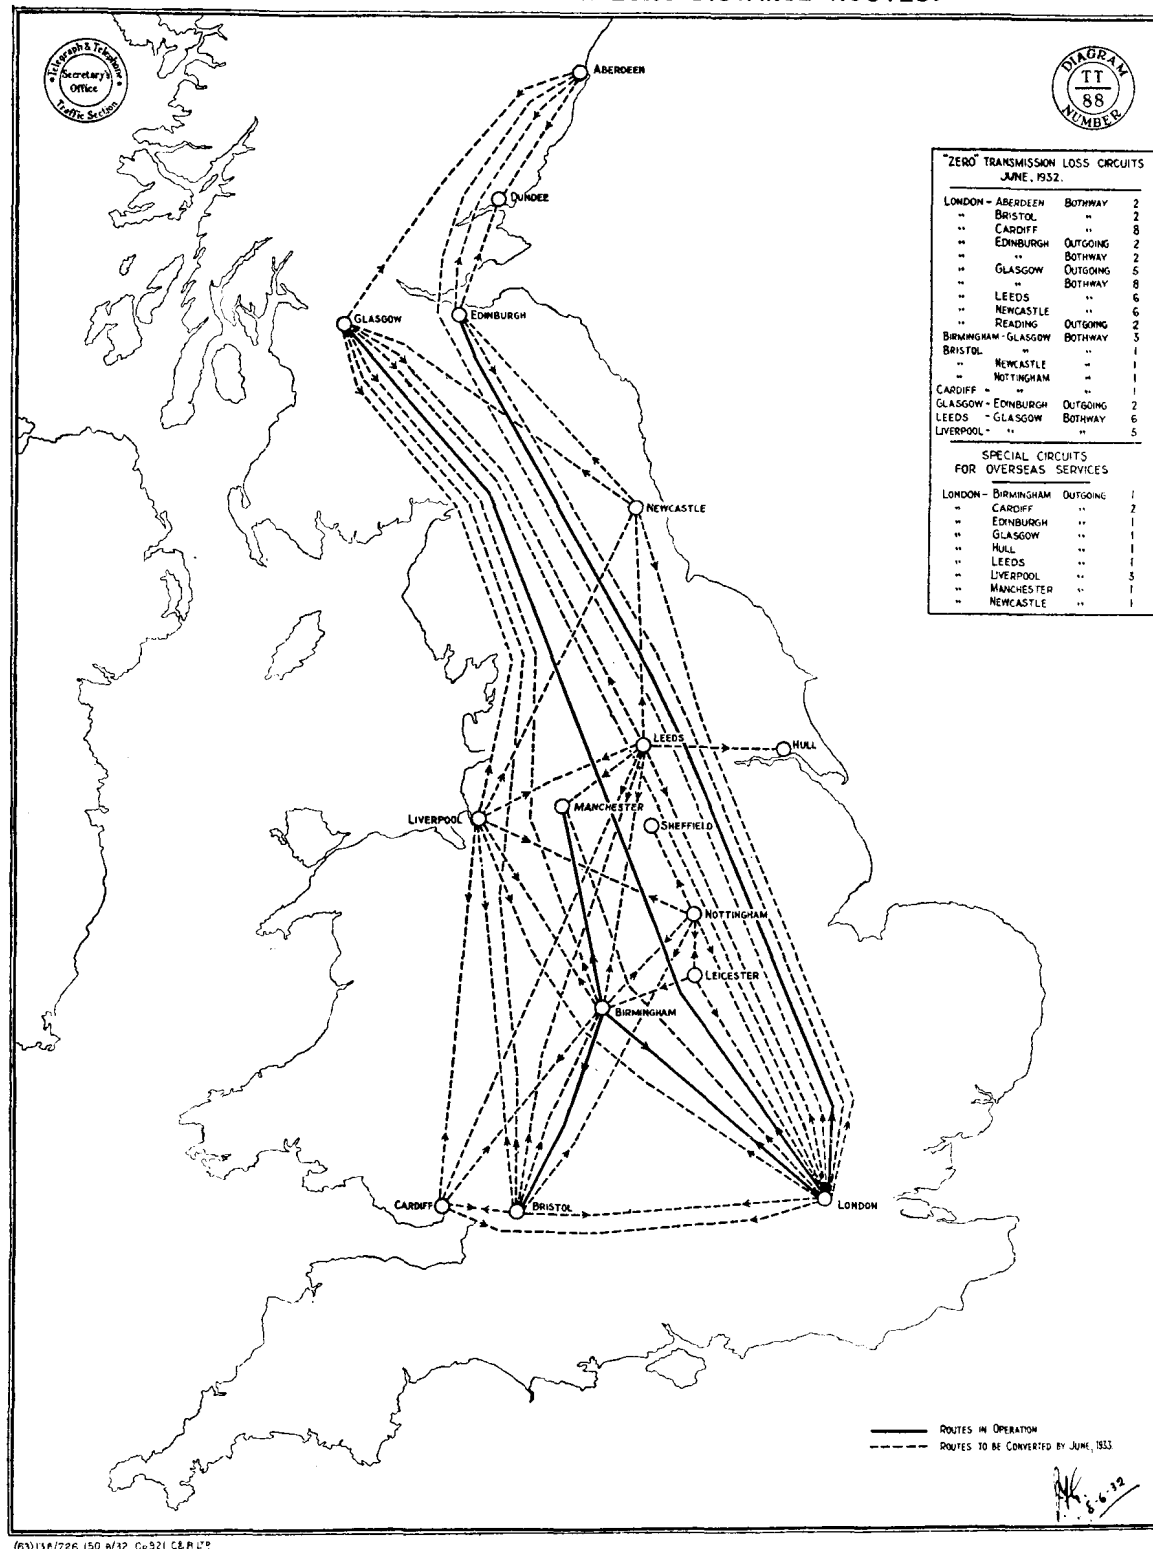 Telegraph & Telephone
Secretary's
Office
Traffic Section
DIAGRAM
TT
88
NUMBER
"ZERO" TRANSMISSION LOSS CIRCUITS
JUNE, 1932.
LONDON - ABERDEEN BOTHWAY 2
" BRISTOL " 2
" CARDIFF " 8
" EDINBURGH OUTGOING 2
" " BOTHWAY 2
" GLASGOW OUTGOING 5
" " BOTHWAY 8
" LEEDS " 6
" NEWCASTLE " 6
" READING OUTGOING 2
BIRMINGHAM - GLASGOW BOTHWAY 3
BRISTOL " " 1
" NEWCASTLE " 1
" NOTTINGHAM " 1
CARDIFF - " " 1
GLASGOW - EDINBURGH OUTGOING 2
LEEDS - GLASGOW BOTHWAY 6
LIVERPOOL - " " 5
SPECIAL CIRCUITS
FOR OVERSEAS SERVICES
LONDON - BIRMINGHAM OUTGOING 1
" CARDIFF " 2
" EDINBURGH " 1
" GLASGOW " 1
" HULL " 1
" LEEDS " 1
" LIVERPOOL " 3
" MANCHESTER " 1
" NEWCASTLE " 1
ABERDEEN
DUNDEE
GLASGOW
EDINBURGH
NEWCASTLE
LEEDS
HULL
MANCHESTER
LIVERPOOL
SHEFFIELD
NOTTINGHAM
LEICESTER
BIRMINGHAM
CARDIFF
BRISTOL
LONDON
ROUTES IN OPERATION
ROUTES TO BE CONVERTED BY JUNE, 1933.
8-6-32